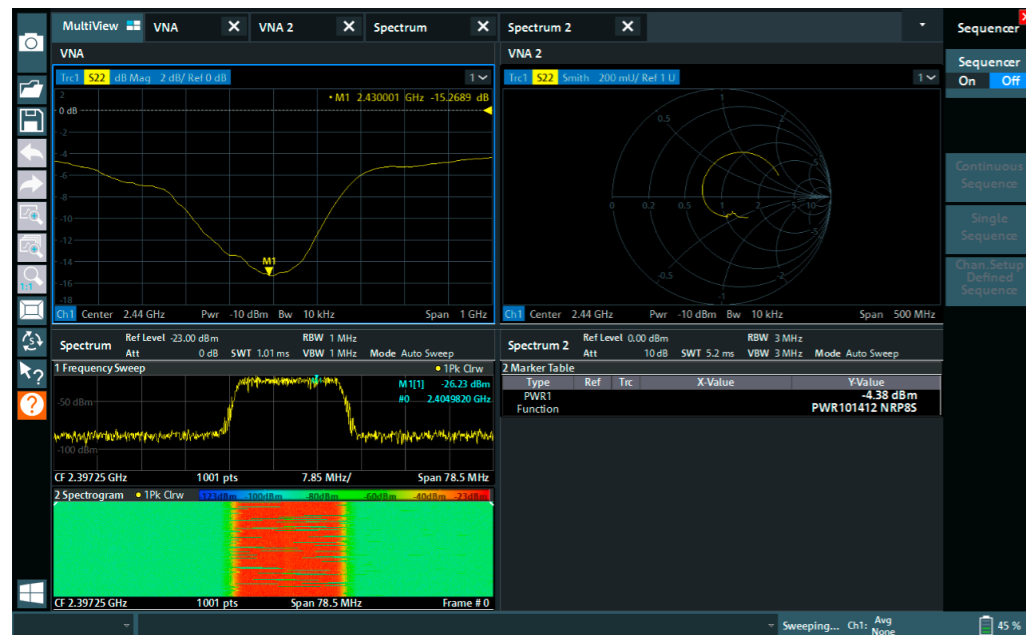 MultiView VNA VNA 2 Spectrum Spectrum 2
Sequencer
VNA
VNA 2
Sequencer
On Off
Trc1 S22 dB Mag 2 dB/ Ref 0 dB 1
Trc1 S22 Smith 200 mU/ Ref 1 U 1
• M1 2.430001 GHz -15.2689 dB
2
0 dB
-2
-4
-6
-8
-10
-12
-14
-16
-18
M1
1
0.5
2
5
0
0.2
0.5
1
2
5
10
-5
-0.5
-2
-1
Continuous
Sequence
Single
Sequence
Chan.Setup
Defined
Sequence
1:1
Ch1 Center 2.44 GHz Pwr -10 dBm Bw 10 kHz Span 1 GHz
Ch1 Center 2.44 GHz Pwr -10 dBm Bw 10 kHz Span 500 MHz
Spectrum
Ref Level -23.00 dBm RBW 1 MHz
Att 0 dB SWT 1.01 ms VBW 1 MHz Mode Auto Sweep
1 Frequency Sweep • 1Pk Clrw
M1[1] -26.23 dBm
#0 2.4049820 GHz
-50 dBm
-100 dBm
CF 2.39725 GHz 1001 pts 7.85 MHz/ Span 78.5 MHz
2 Spectrogram • 1Pk Clrw -123dBm -100dBm -80dBm -60dBm -40dBm -23dBm
CF 2.39725 GHz 1001 pts Span 78.5 MHz Frame # 0
Spectrum 2
Ref Level 0.00 dBm RBW 3 MHz
Att 10 dB SWT 5.2 ms VBW 3 MHz Mode Auto Sweep
2 Marker Table
Type Ref Trc X-Value Y-Value
PWR1 -4.38 dBm
Function PWR101412 NRP8S
Sweeping... Ch1: Avg None
45 %